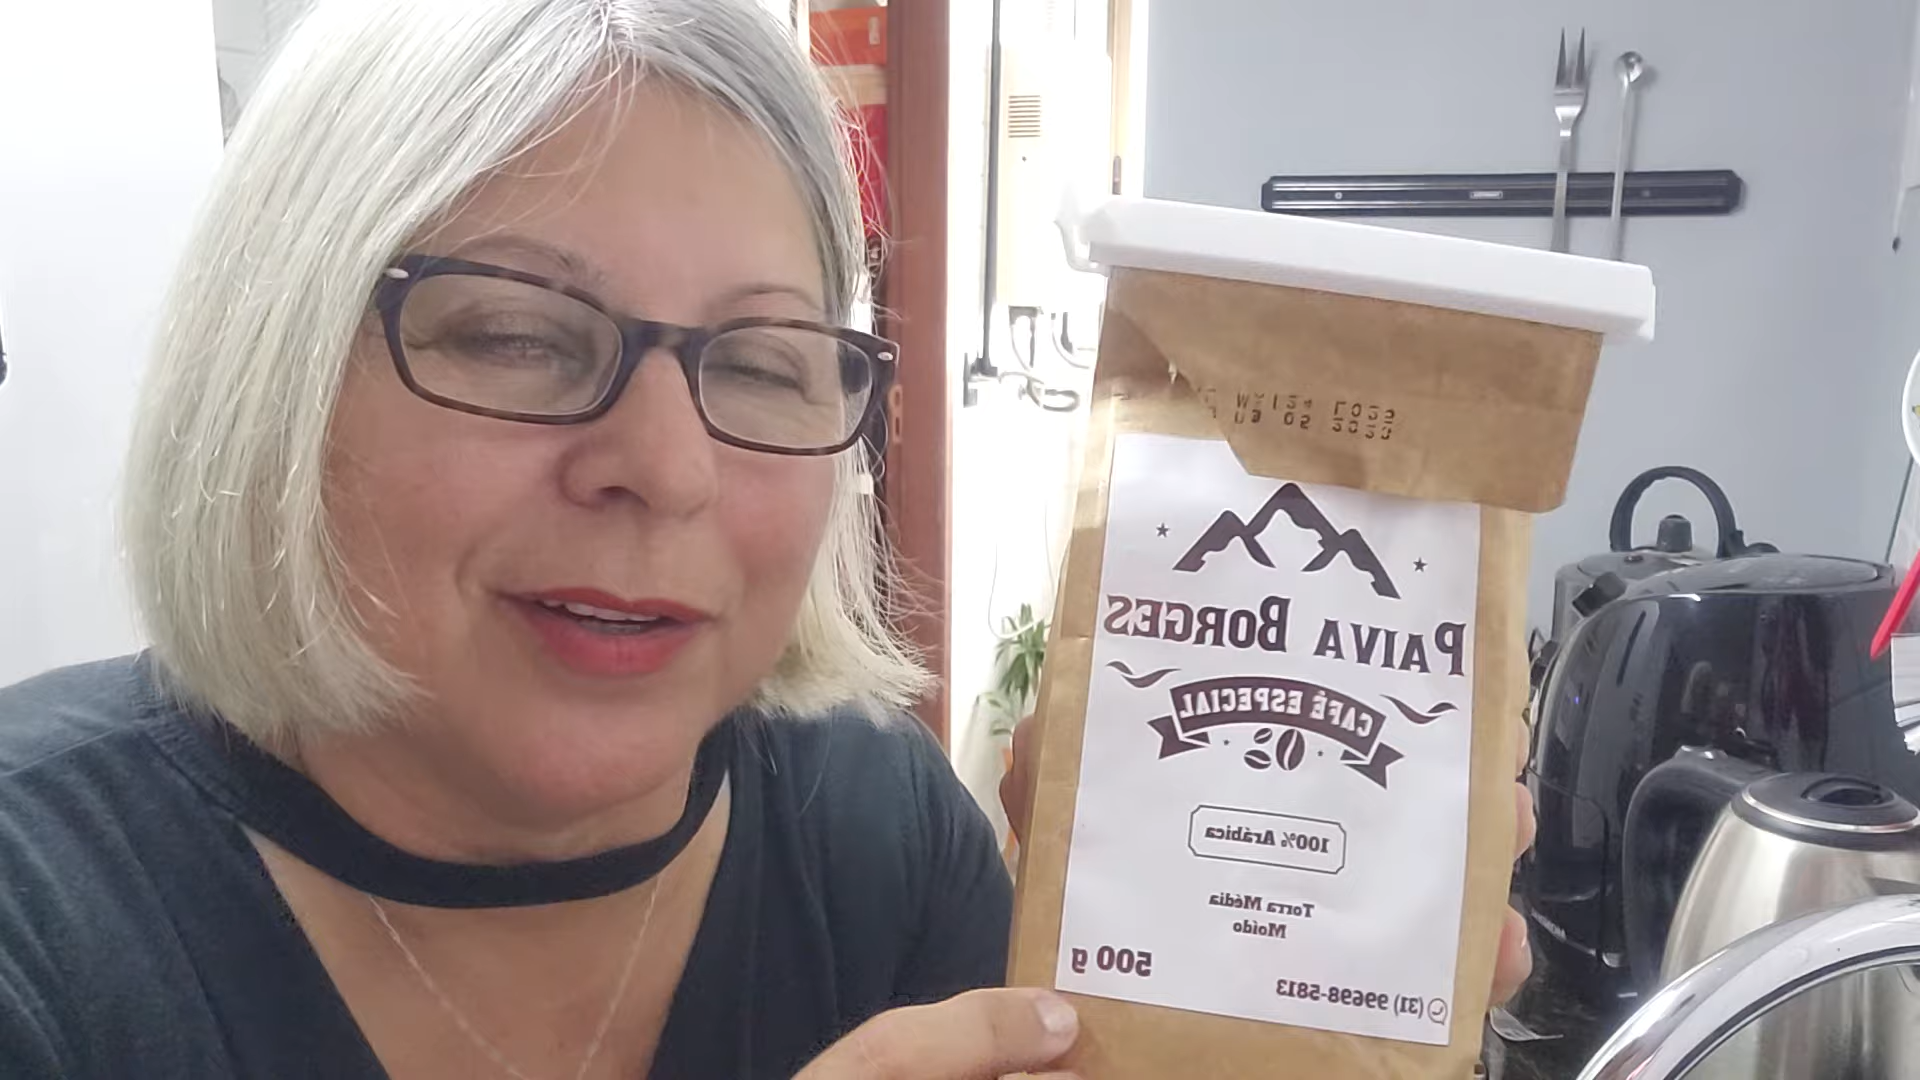 PAIVA BORGES
CAFÉ ESPECIAL
100% Arábica
Torra Média
Moído
500 g
(31) 99698-5813